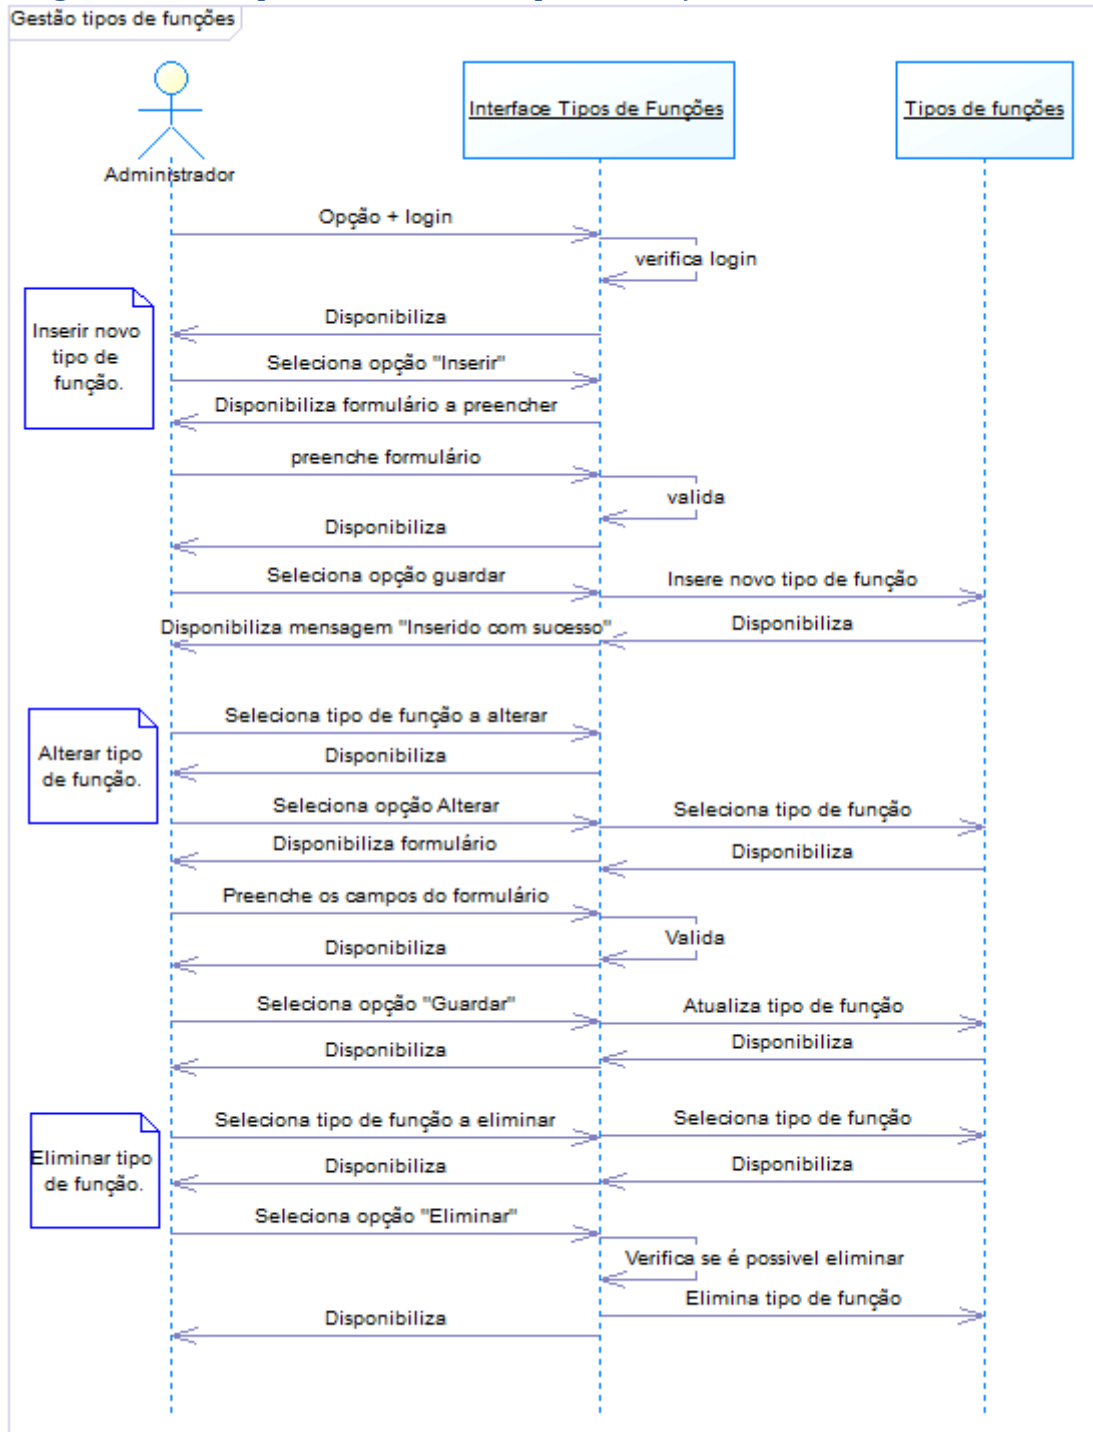 Gestão tipos de funções
Interface Tipos de Funções
Tipos de funções
Administrador
Opção + login
verifica login
Inserir novo
tipo de
função.
Disponibiliza
Seleciona opção "Inserir"
Disponibiliza formulário a preencher
preenche formulário
valida
Disponibiliza
Seleciona opção guardar
Insere novo tipo de função
Disponibiliza mensagem "Inserido com sucesso"
Disponibiliza
Alterar tipo
de função.
Seleciona tipo de função a alterar
Disponibiliza
Seleciona opção Alterar
Seleciona tipo de função
Disponibiliza formulário
Disponibiliza
Preenche os campos do formulário
Valida
Disponibiliza
Seleciona opção "Guardar"
Atualiza tipo de função
Disponibiliza
Disponibiliza
Eliminar tipo
de função.
Seleciona tipo de função a eliminar
Seleciona tipo de função
Disponibiliza
Disponibiliza
Seleciona opção "Eliminar"
Verifica se é possivel eliminar
Elimina tipo de função
Disponibiliza